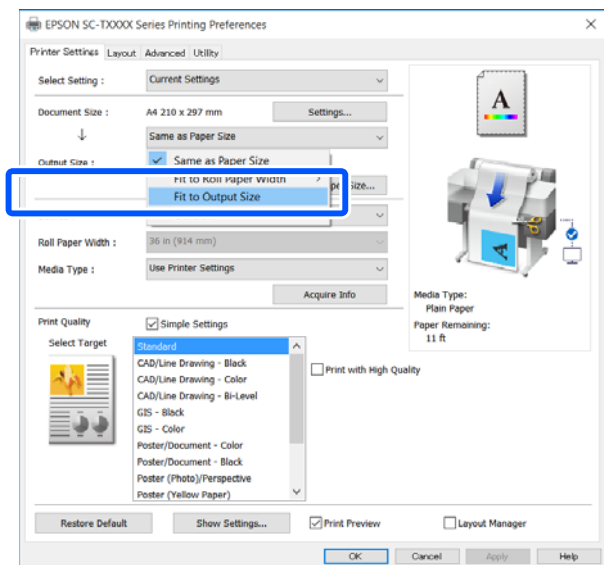 EPSON SC-TXXXX Series Printing Preferences
Printer Settings Layout Advanced Utility
Select Setting : Current Settings
Document Size : A4 210 x 297 mm Settings...
Same as Paper Size
Output Size : Same as Paper Size
Fit to Roll Paper Width
Size...
Fit to Output Size
Roll Paper Width : 36 in (914 mm)
Media Type : Use Printer Settings
Acquire Info
Print Quality Simple Settings
Select Target
Standard
CAD/Line Drawing - Black
CAD/Line Drawing - Color
CAD/Line Drawing - Bi-Level
GIS - Black
GIS - Color
Poster/Document - Color
Poster/Document - Black
Poster (Photo)/Perspective
Poster (Yellow Paper)
Print with High Quality
A
A
Media Type:
Plain Paper
Paper Remaining:
11 ft
Restore Default Show Settings... Print Preview Layout Manager
OK Cancel Apply Help